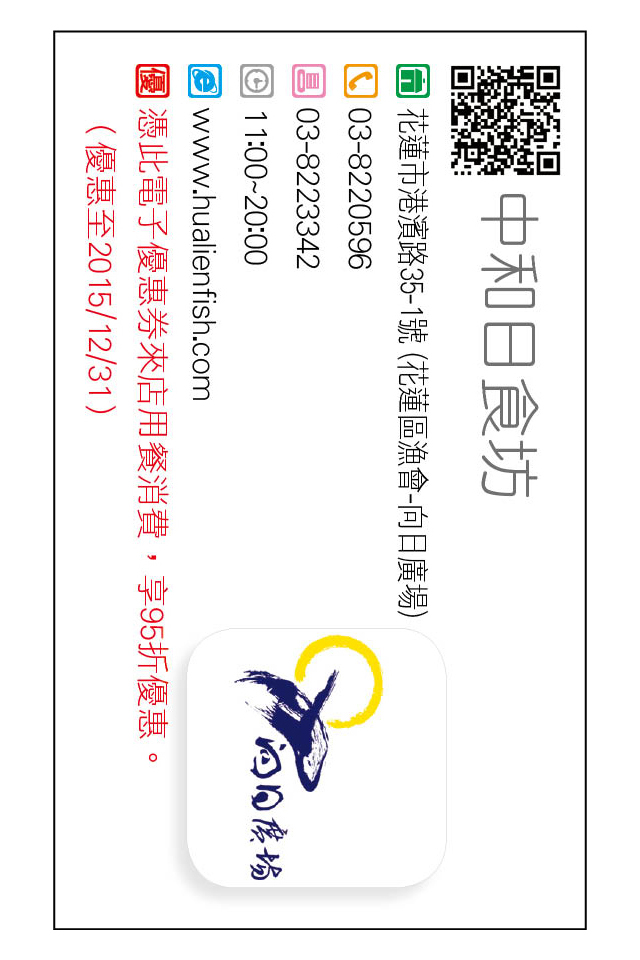 中和日食坊
花蓮市港濱路35-1號 (花蓮區漁會-向日廣場)
03-8220596
03-8223342
11:00~20:00
www.hualienfish.com
優 憑此電子優惠券來店用餐消費，享95折優惠。
(優惠至2015/12/31)
向日廣場